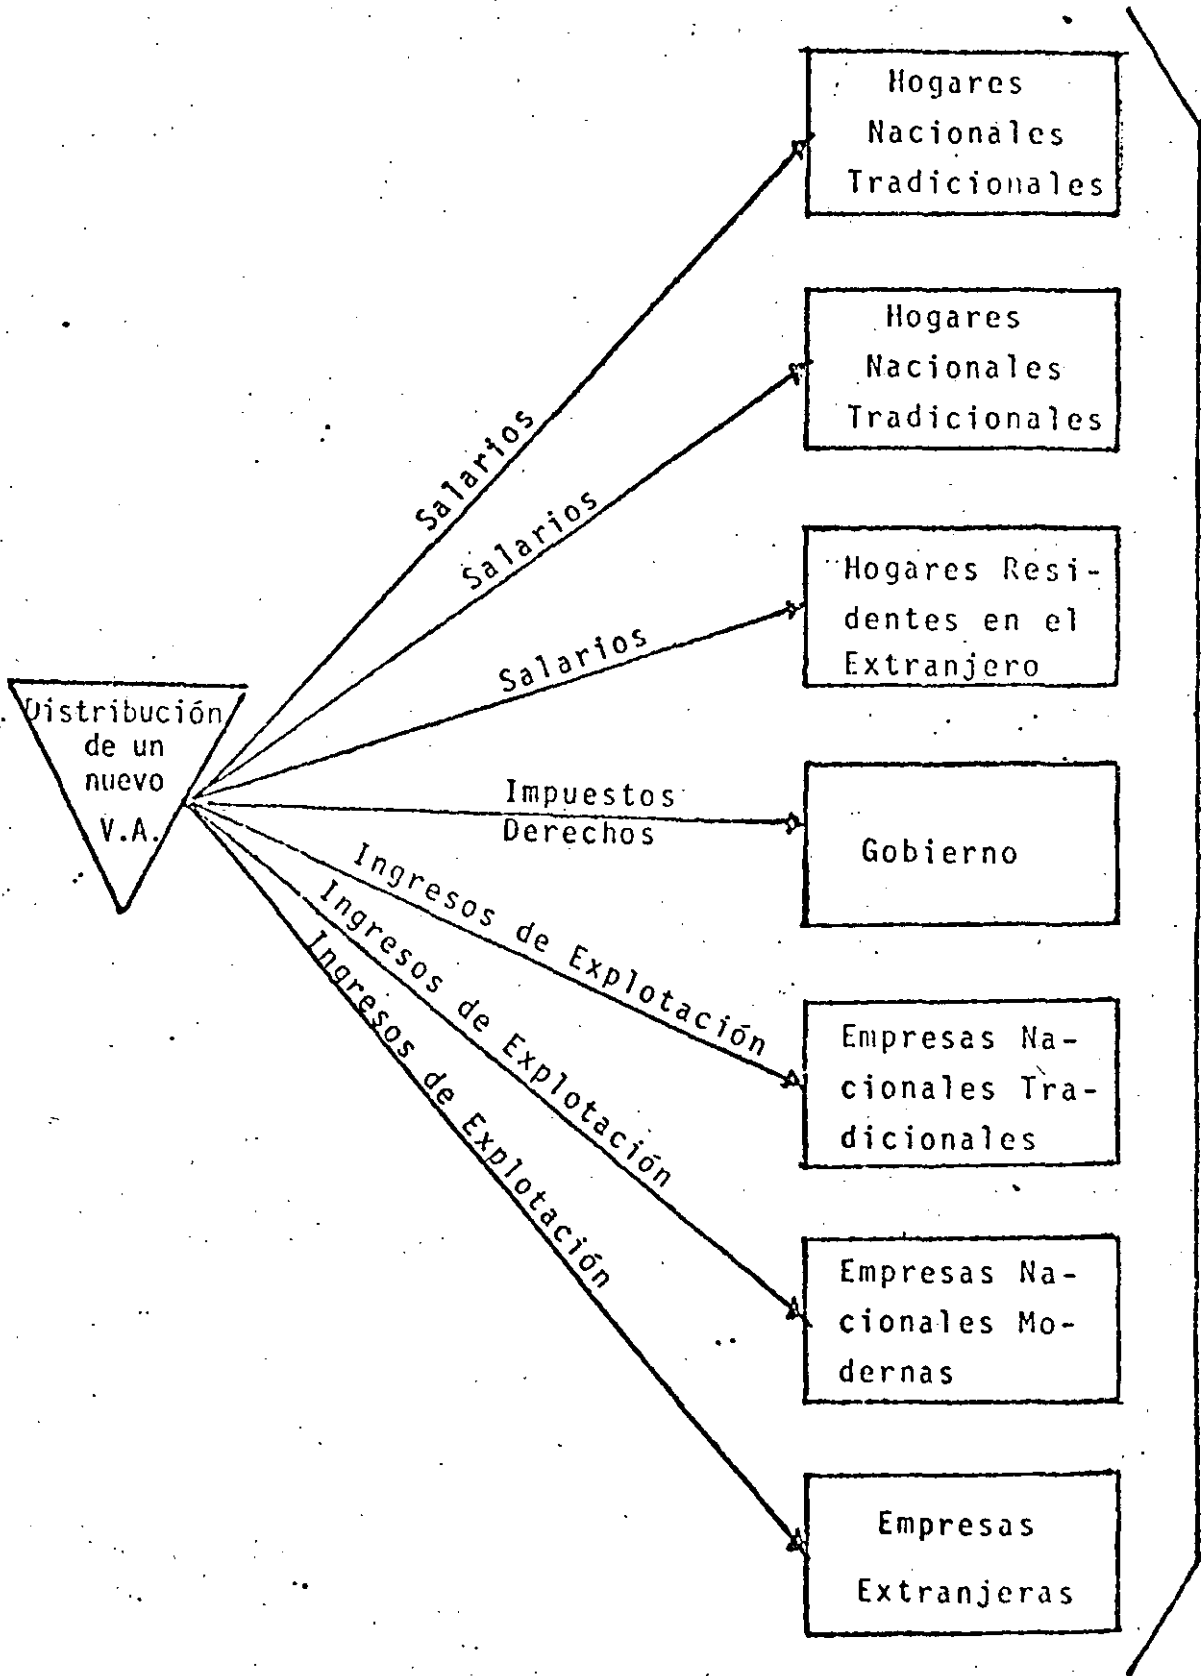 Hogares
Nacionales
Tradicionales
Hogares
Nacionales
Tradicionales
Hogares Resi-
dentes en el
Extranjero
Gobierno
Empresas Na-
cionales Tra-
dicionales
Empresas Na-
cionales Mo-
dernas
Empresas
Extranjeras
Salarios
Salarios
Salarios
Impuestos
Derechos
Ingresos de Explotación
Ingresos de Explotación
Ingresos de Explotación
Distribución
de un
nuevo
V.A.